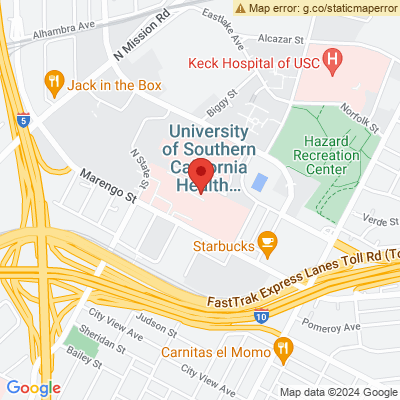 Map error: g.co/staticmaperror
Alhambra Ave
N Mission Rd
Eastlake Ave
Alcazar St
Keck Hospital of USC
H
Jack in the Box
Biggy St
Norfolk St
5
University
of Southern
California
Health...
Hazard
Recreation
Center
N State St
Marengo St
Verde St
Starbucks
FastTrak Express Lanes Toll Rd (To
10
City View Ave
Judson St
Sheridan St
Bailey St
Pomeroy Ave
Carnitas el Momo
City View Ave
Google
Map data ©2024 Google